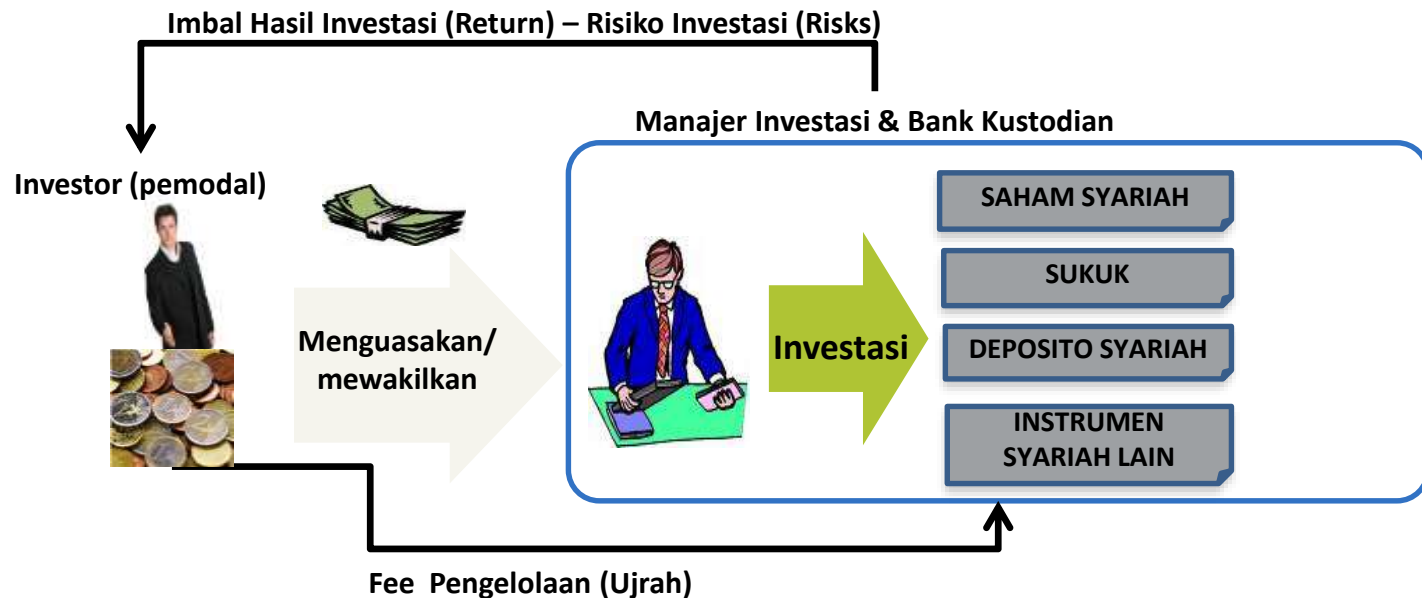 Imbal Hasil Investasi (Return) – Risiko Investasi (Risks)
Manajer Investasi & Bank Kustodian
Investor (pemodal)
Menguasakan/
mewakilkan
Investasi
SAHAM SYARIAH
SUKUK
DEPOSITO SYARIAH
INSTRUMEN
SYARIAH LAIN
Fee Pengelolaan (Ujrah)